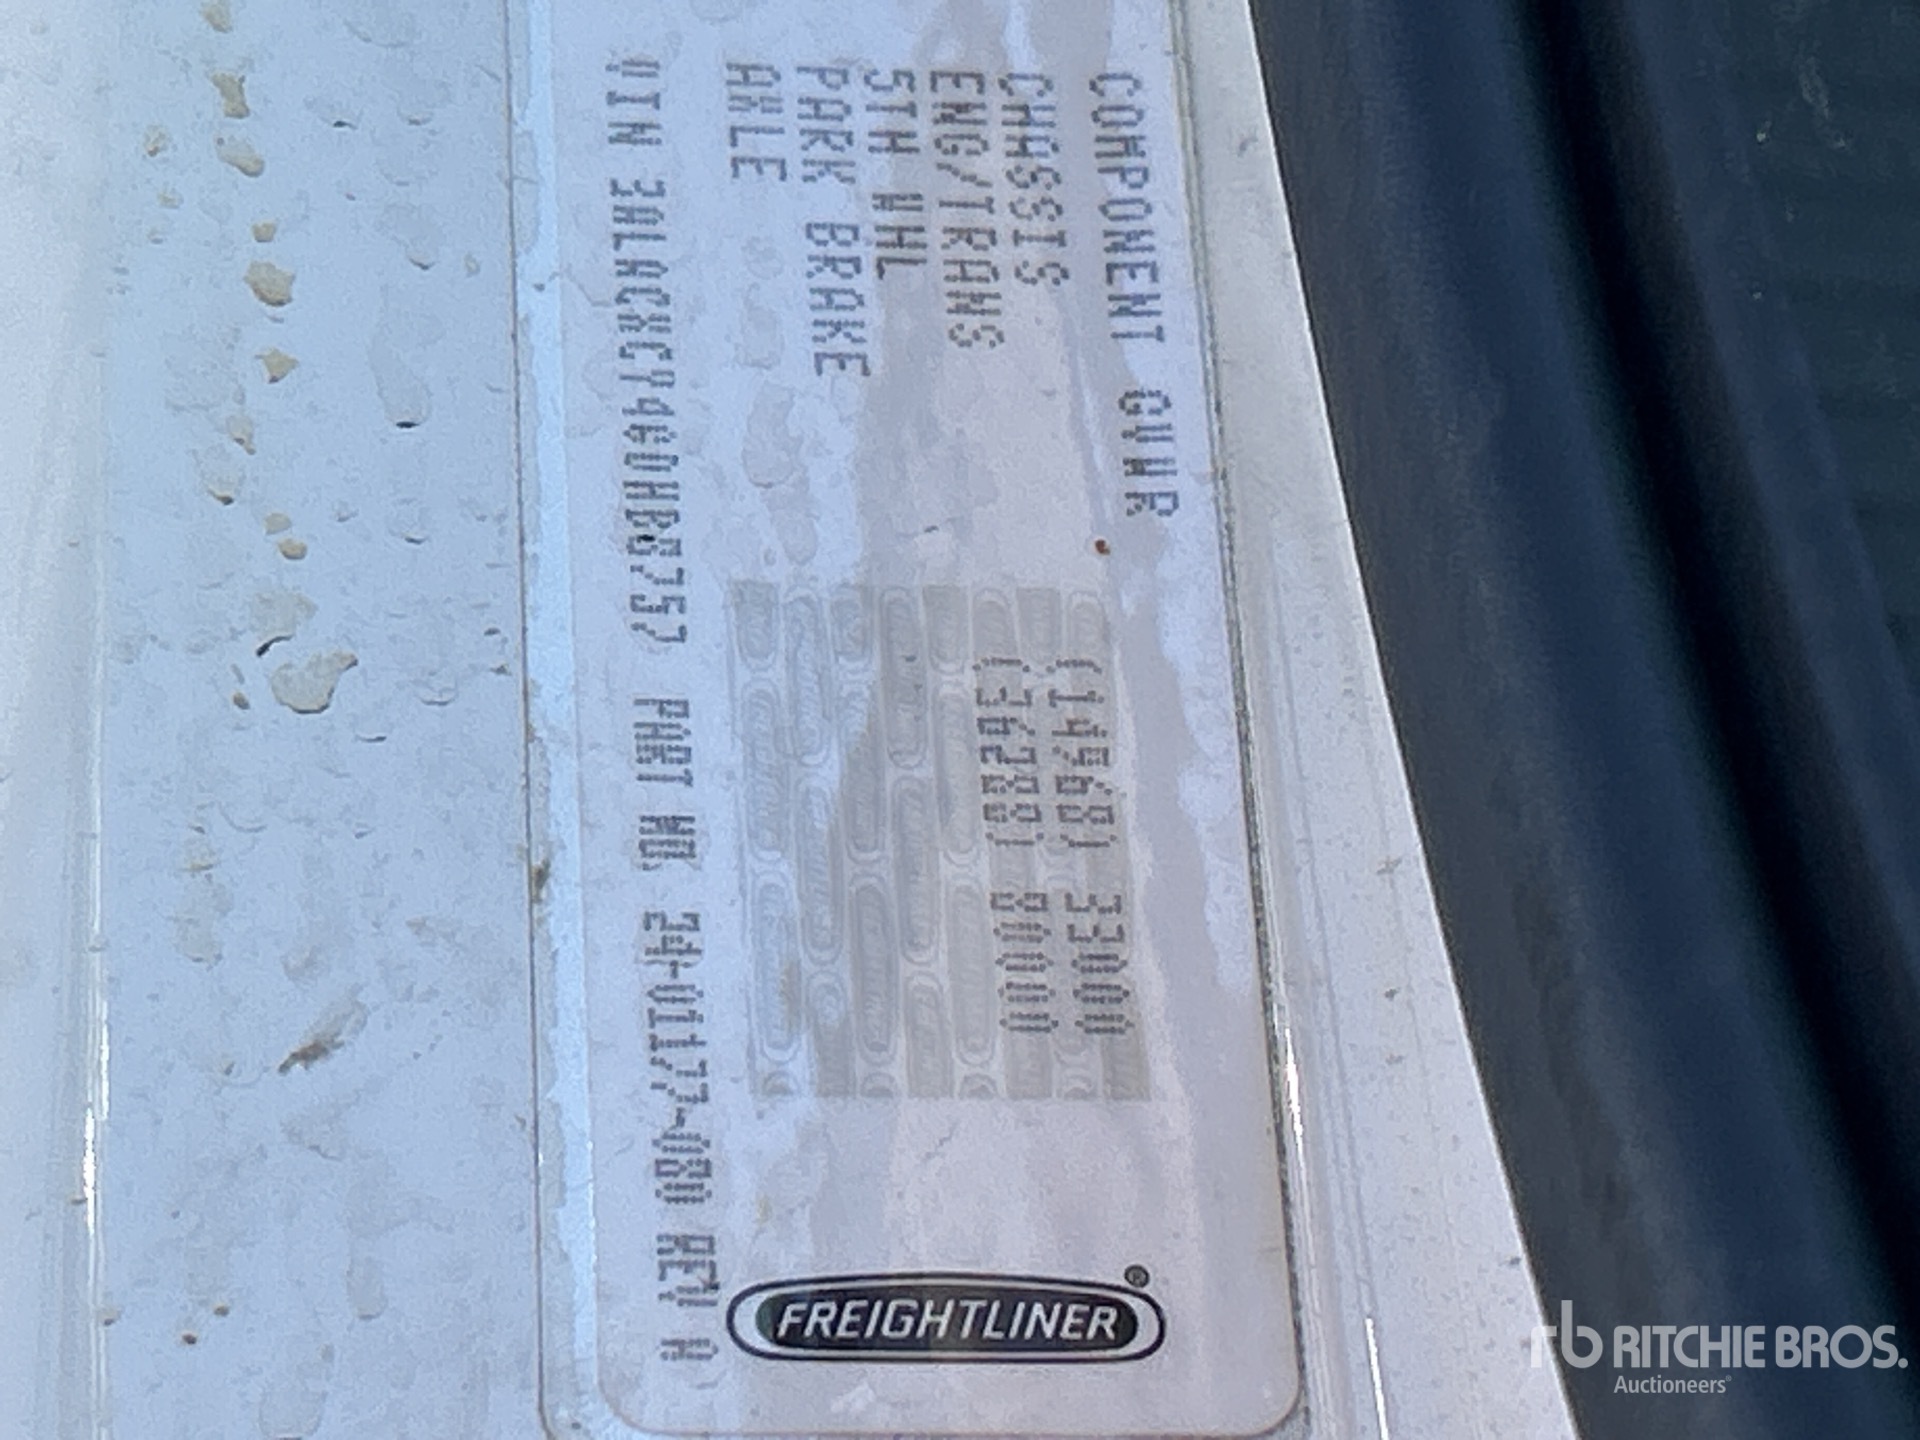 COMPONENT GVWR
CHASSIS (14968) 33000
ENG/TRANS (36288) 80000
5TH WHL
PARK BRAKE
AXLE
VIN PART NO. 24-01177-080 REV A
FREIGHTLINER®
rb RITCHIE BROS.
Auctioneers®